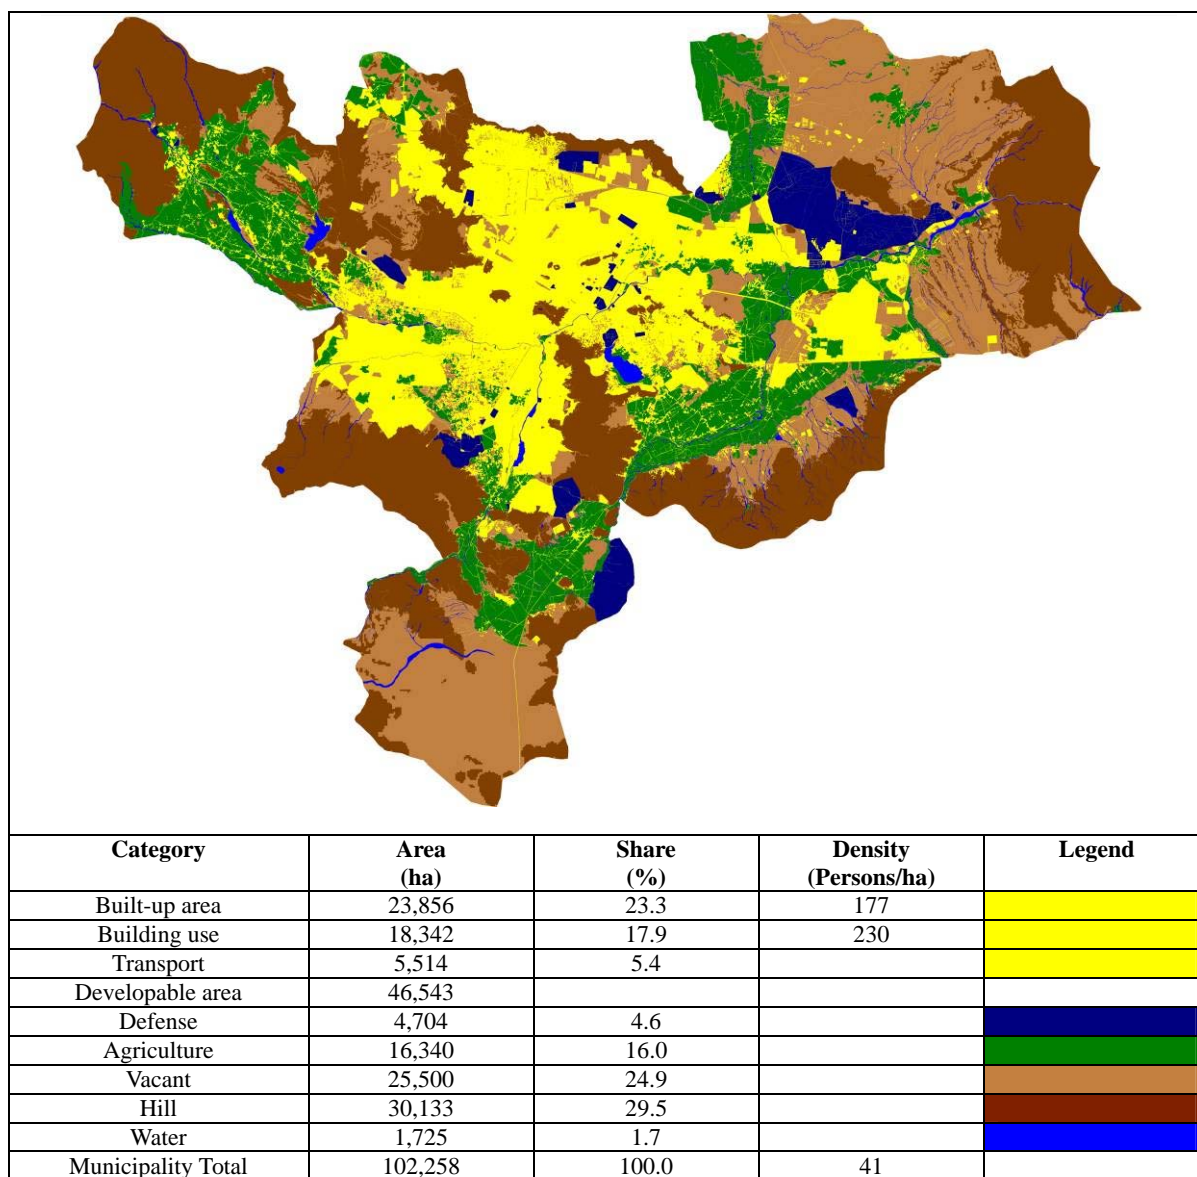 Category Area (ha) Share (%) Density (Persons/ha) Legend
Built-up area 23,856 23.3 177
Building use 18,342 17.9 230
Transport 5,514 5.4
Developable area 46,543
Defense 4,704 4.6
Agriculture 16,340 16.0
Vacant 25,500 24.9
Hill 30,133 29.5
Water 1,725 1.7
Municipality Total 102,258 100.0 41